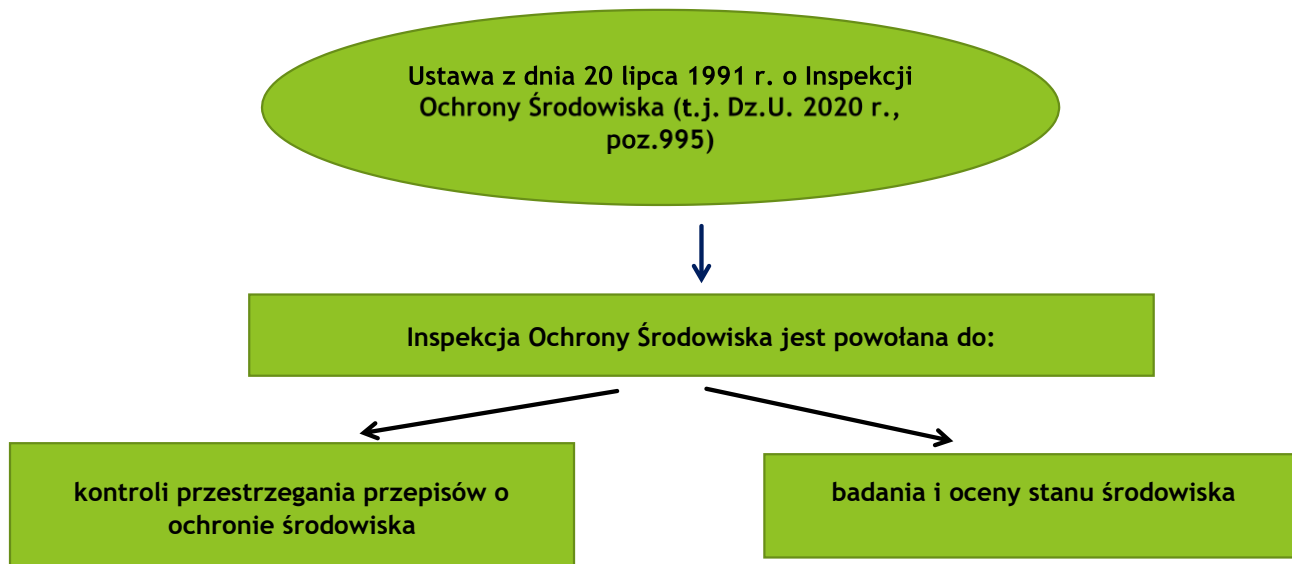 Ustawa z dnia 20 lipca 1991 r. o Inspekcji
Ochrony Środowiska (t.j. Dz.U. 2020 r.,
poz.995)
Inspekcja Ochrony Środowiska jest powołana do:
kontroli przestrzegania przepisów o
ochronie środowiska
badania i oceny stanu środowiska